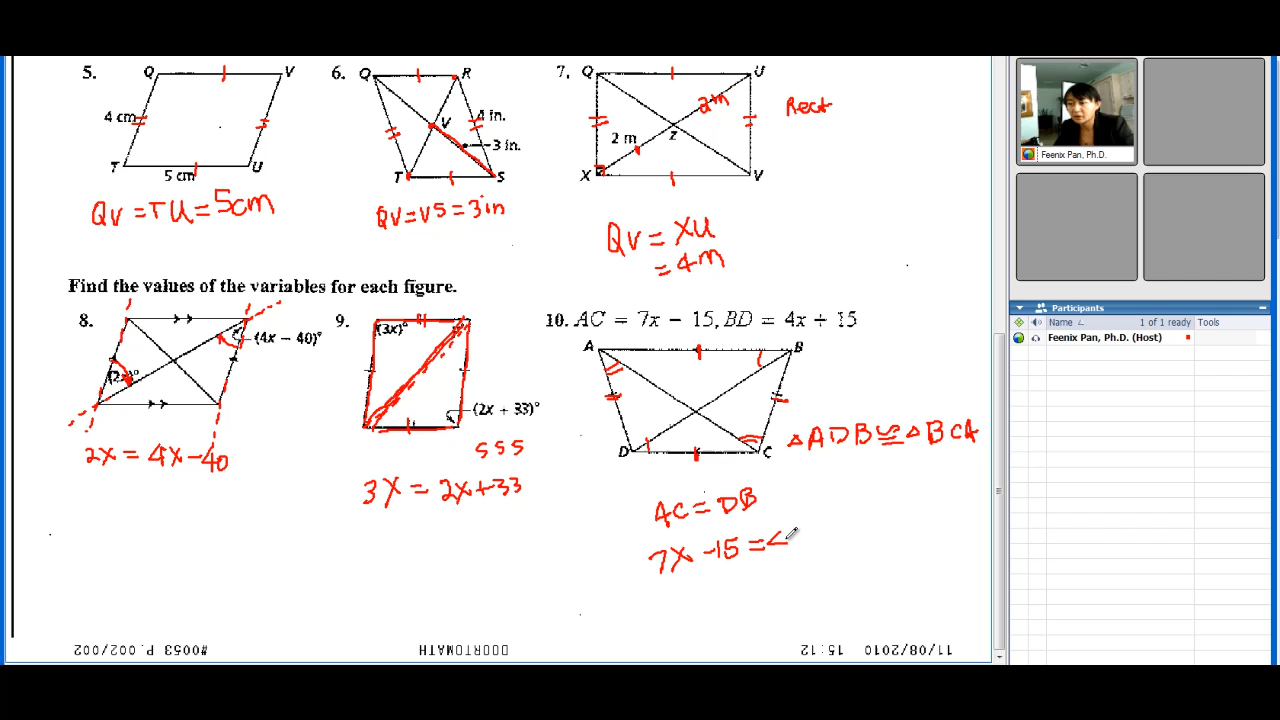 5.
Q
V
4 cm
T
U
5 cm
QV = TU = 5cm
6.
Q
R
V
4 in.
3 in.
T
S
QV = VS = 3in
7.
Q
U
2m
2 m
Z
X
V
Rect
QV = XU
= 4m
Find the values of the variables for each figure.
8.
(4x − 40)°
(2x)°
2x = 4x − 40
9.
(3x)°
(2x + 33)°
SSS
3x = 2x+33
10. AC = 7x − 15, BD = 4x + 15
A
B
D
C
△ADB ≅ △BCA
AC = DB
7x − 15 =
11/08/2010 15:12
DOORTOMATH
#0053 P.002/002
Feenix Pan, Ph.D.
Participants
Name
1 of 1 ready
Tools
Feenix Pan, Ph.D. (Host)